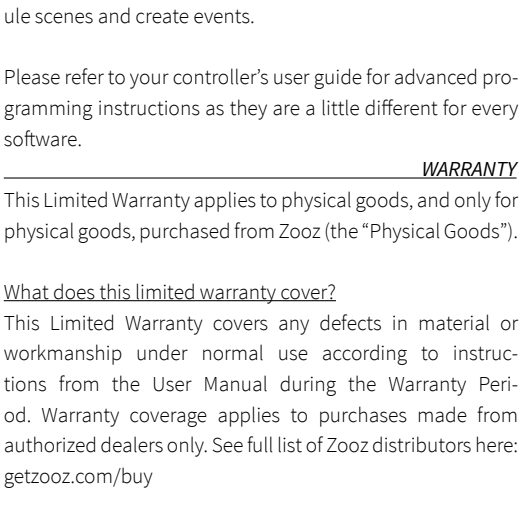 ule scenes and create events.
Please refer to your controller’s user guide for advanced pro-
gramming instructions as they are a little different for every
software.
WARRANTY
This Limited Warranty applies to physical goods, and only for
physical goods, purchased from Zooz (the “Physical Goods”).
What does this limited warranty cover?
This Limited Warranty covers any defects in material or
workmanship under normal use according to instruc-
tions from the User Manual during the Warranty Peri-
od. Warranty coverage applies to purchases made from
authorized dealers only. See full list of Zooz distributors here:
getzooz.com/buy